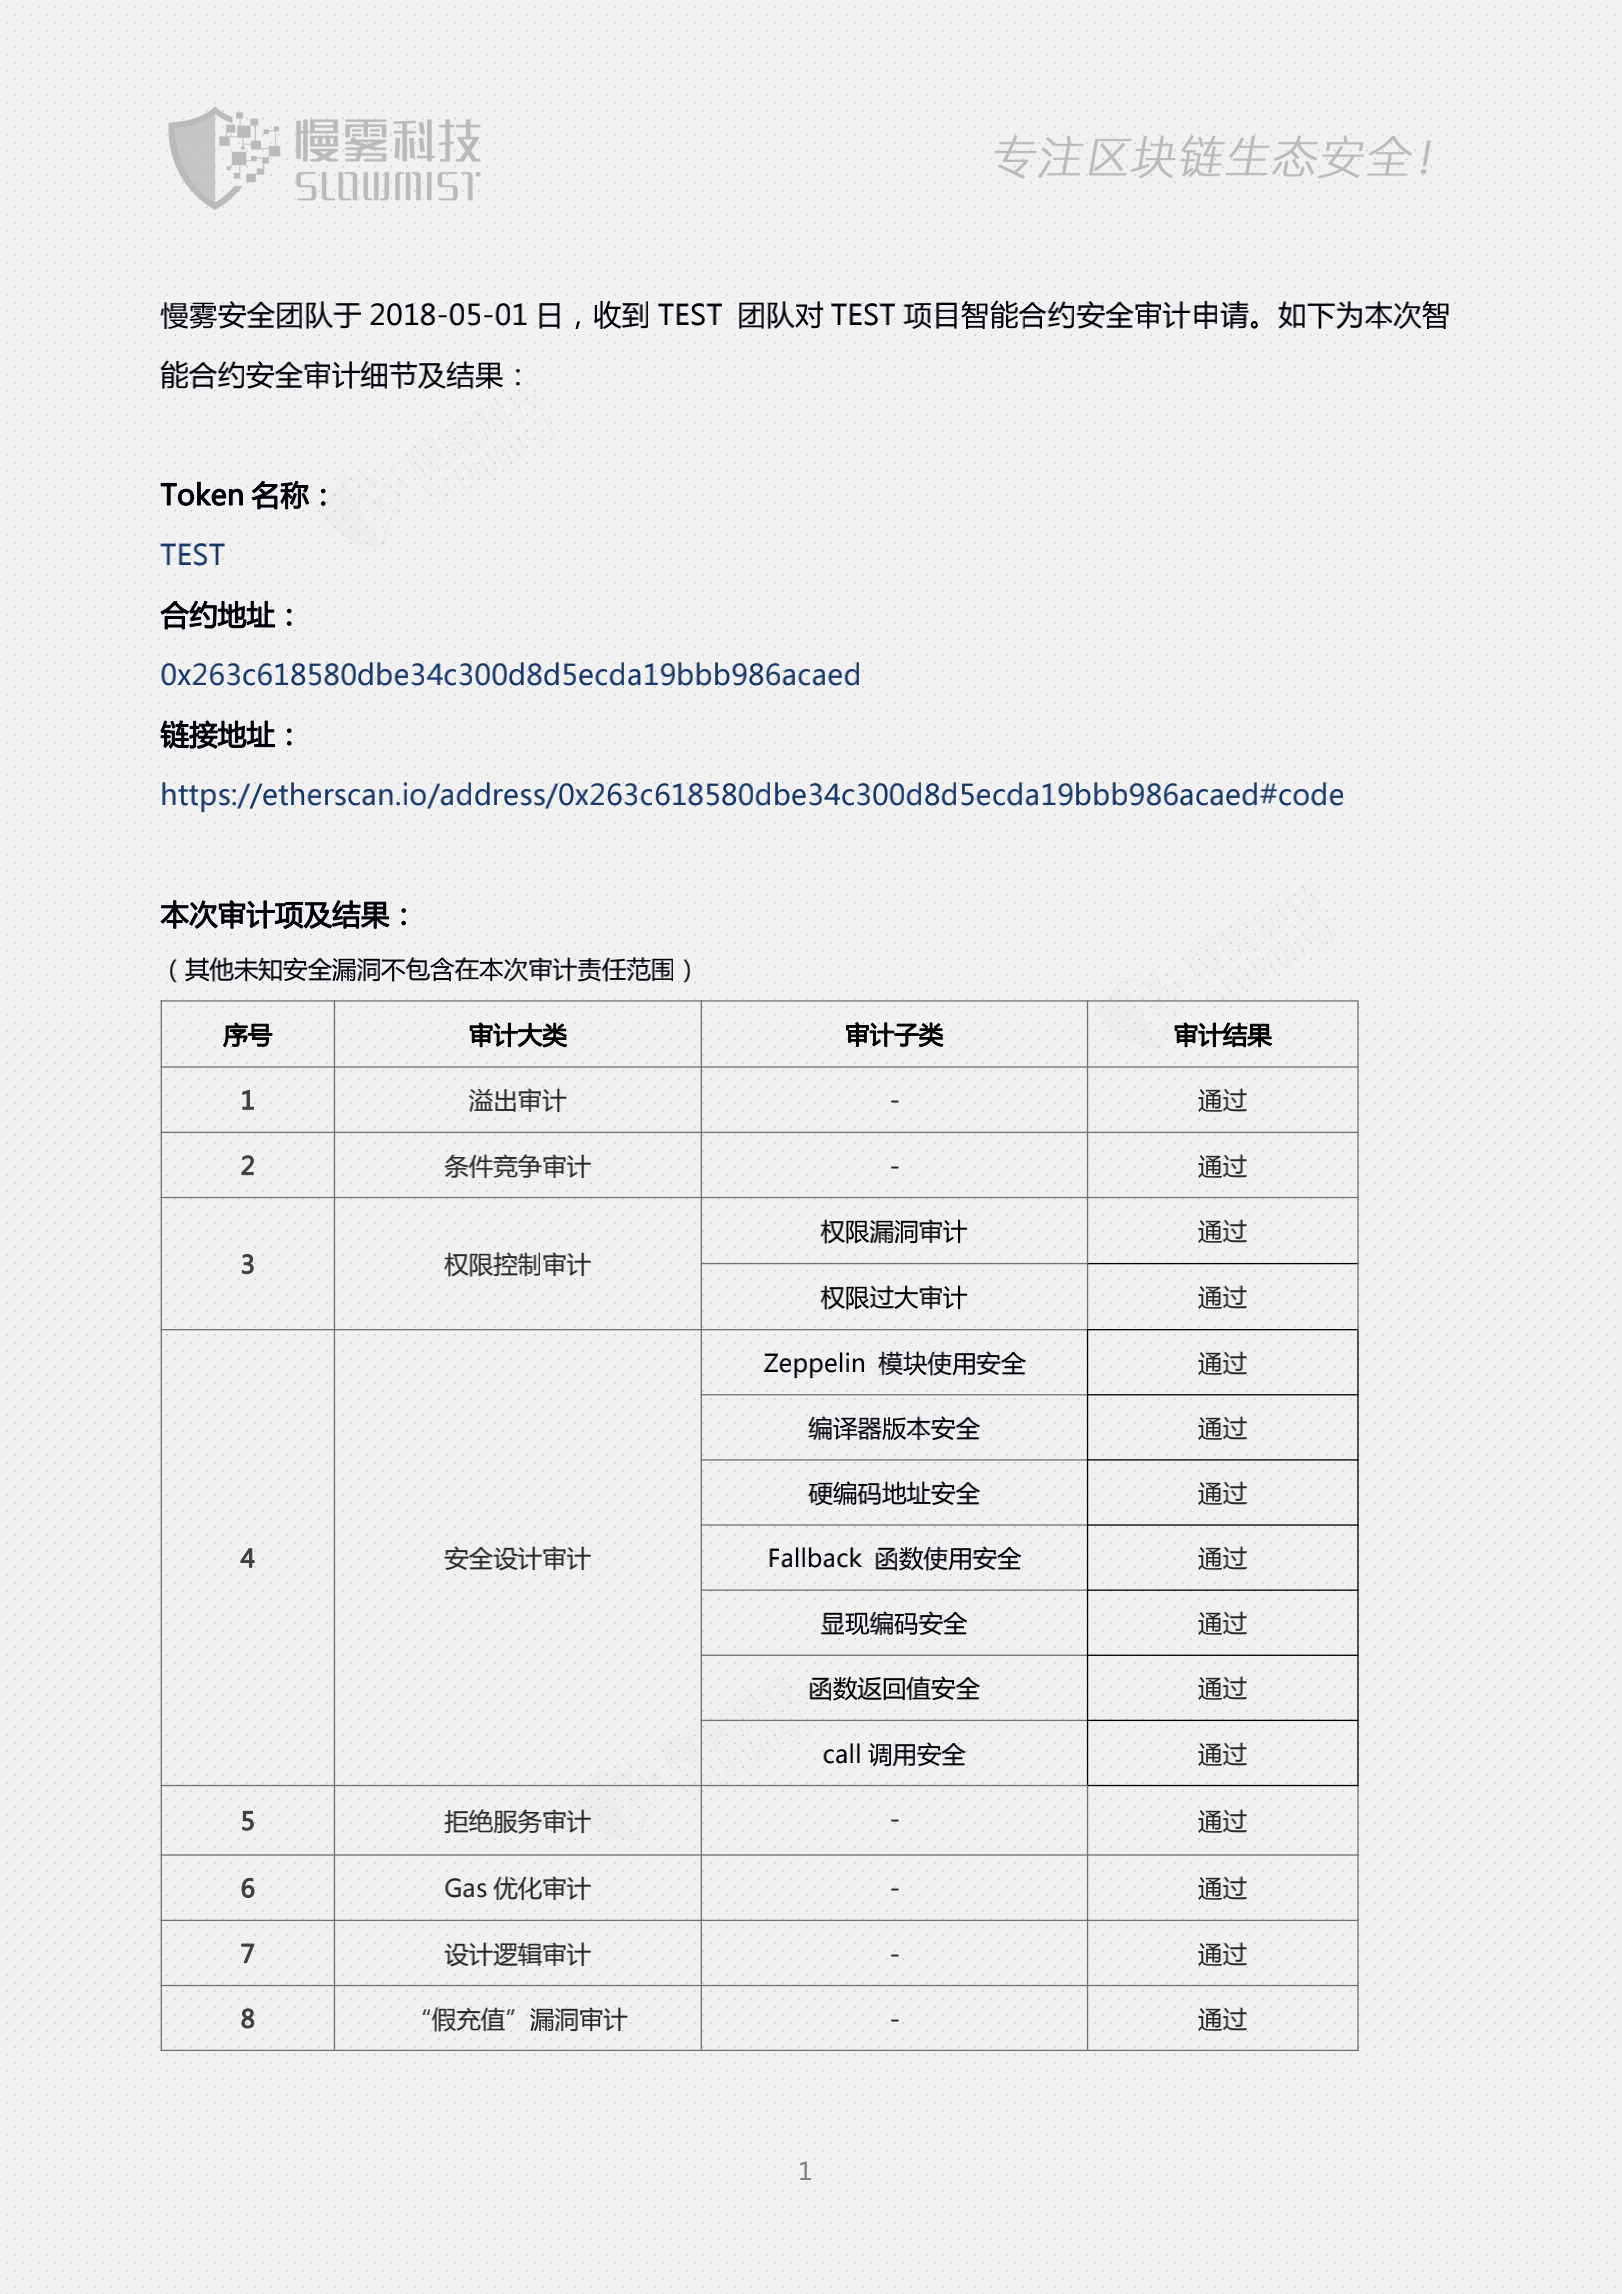 慢雾科技
SLOWMIST
专注区块链生态安全！
慢雾安全团队于 2018-05-01 日，收到 TEST 团队对 TEST 项目智能合约安全审计申请。如下为本次智
能合约安全审计细节及结果：
Token 名称：
TEST
合约地址：
0x263c618580dbe34c300d8d5ecda19bbb986acaed
链接地址：
https://etherscan.io/address/0x263c618580dbe34c300d8d5ecda19bbb986acaed#code
本次审计项及结果：
（其他未知安全漏洞不包含在本次审计责任范围）
序号 审计大类 审计子类 审计结果
1 溢出审计 - 通过
2 条件竞争审计 - 通过
3 权限控制审计 权限漏洞审计 通过
权限过大审计 通过
4 安全设计审计 Zeppelin 模块使用安全 通过
编译器版本安全 通过
硬编码地址安全 通过
Fallback 函数使用安全 通过
显现编码安全 通过
函数返回值安全 通过
call 调用安全 通过
5 拒绝服务审计 - 通过
6 Gas 优化审计 - 通过
7 设计逻辑审计 - 通过
8 “假充值”漏洞审计 - 通过
1